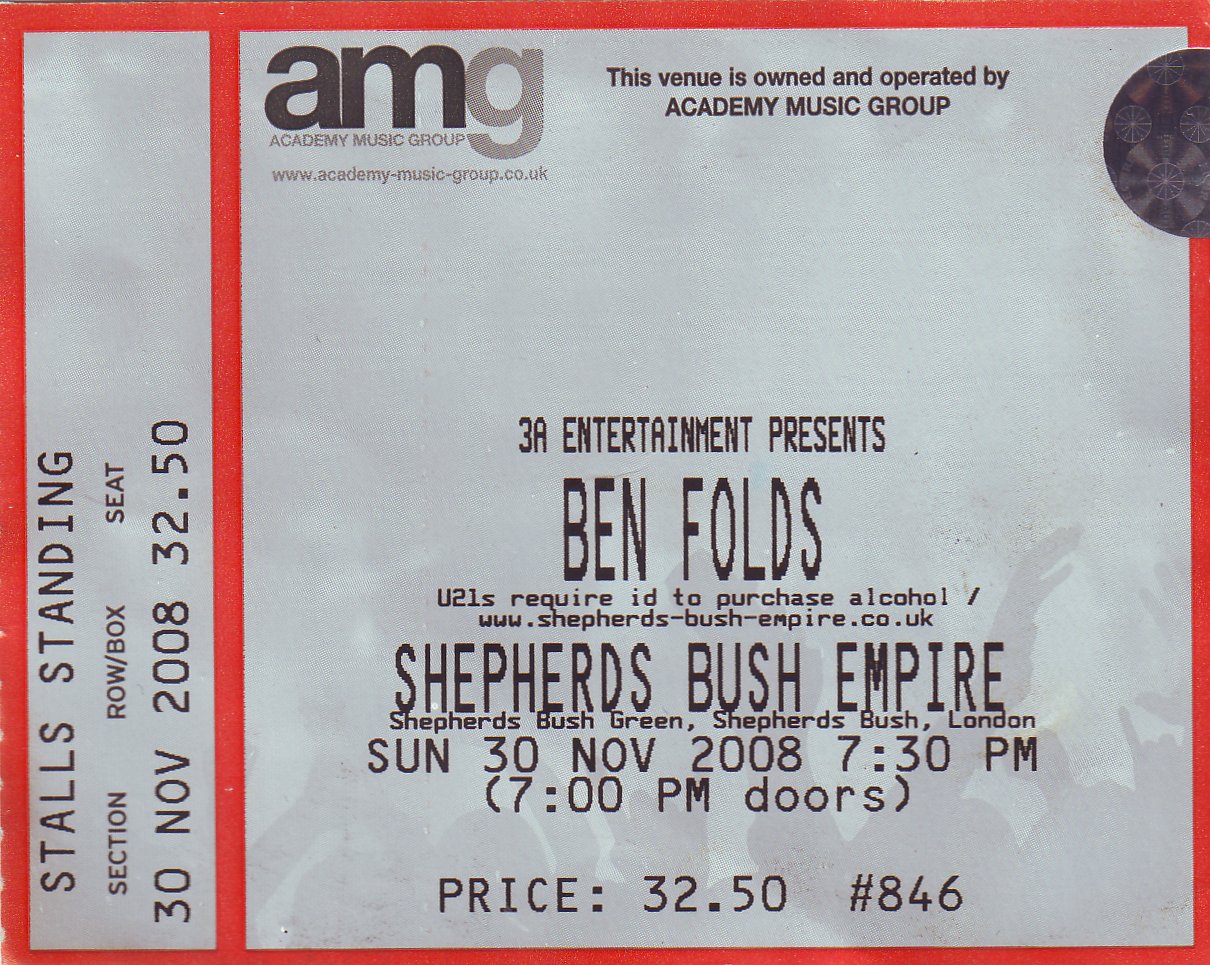 amg
ACADEMY MUSIC GROUP
www.academy-music-group.co.uk
This venue is owned and operated by
ACADEMY MUSIC GROUP
3A ENTERTAINMENT PRESENTS
BEN FOLDS
U21s require id to purchase alcohol /
www.shepherds-bush-empire.co.uk
SHEPHERDS BUSH EMPIRE
Shepherds Bush Green, Shepherds Bush, London
SUN 30 NOV 2008 7:30 PM
(7:00 PM doors)
PRICE: 32.50 #846
STALLS STANDING
SECTION ROW/BOX SEAT
30 NOV 2008 32.50